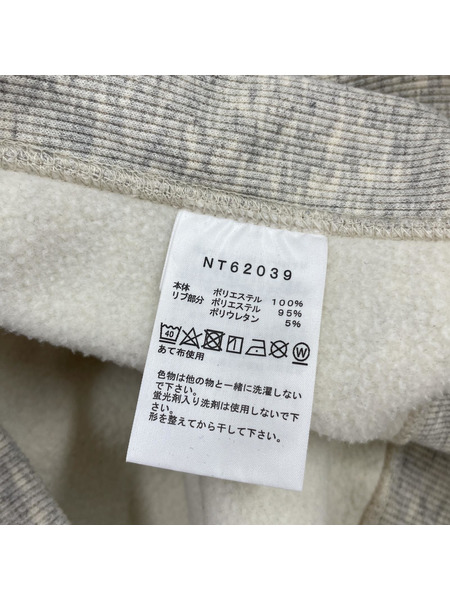 NT62039
本体 ポリエステル 100%
リブ部分 ポリエステル 95%
ポリウレタン 5%
40 W
あて布使用
色物は他の物と一緒に洗濯しない
で下さい。
蛍光剤入り洗剤は使用しないで下
さい。
形を整えてから干して下さい。